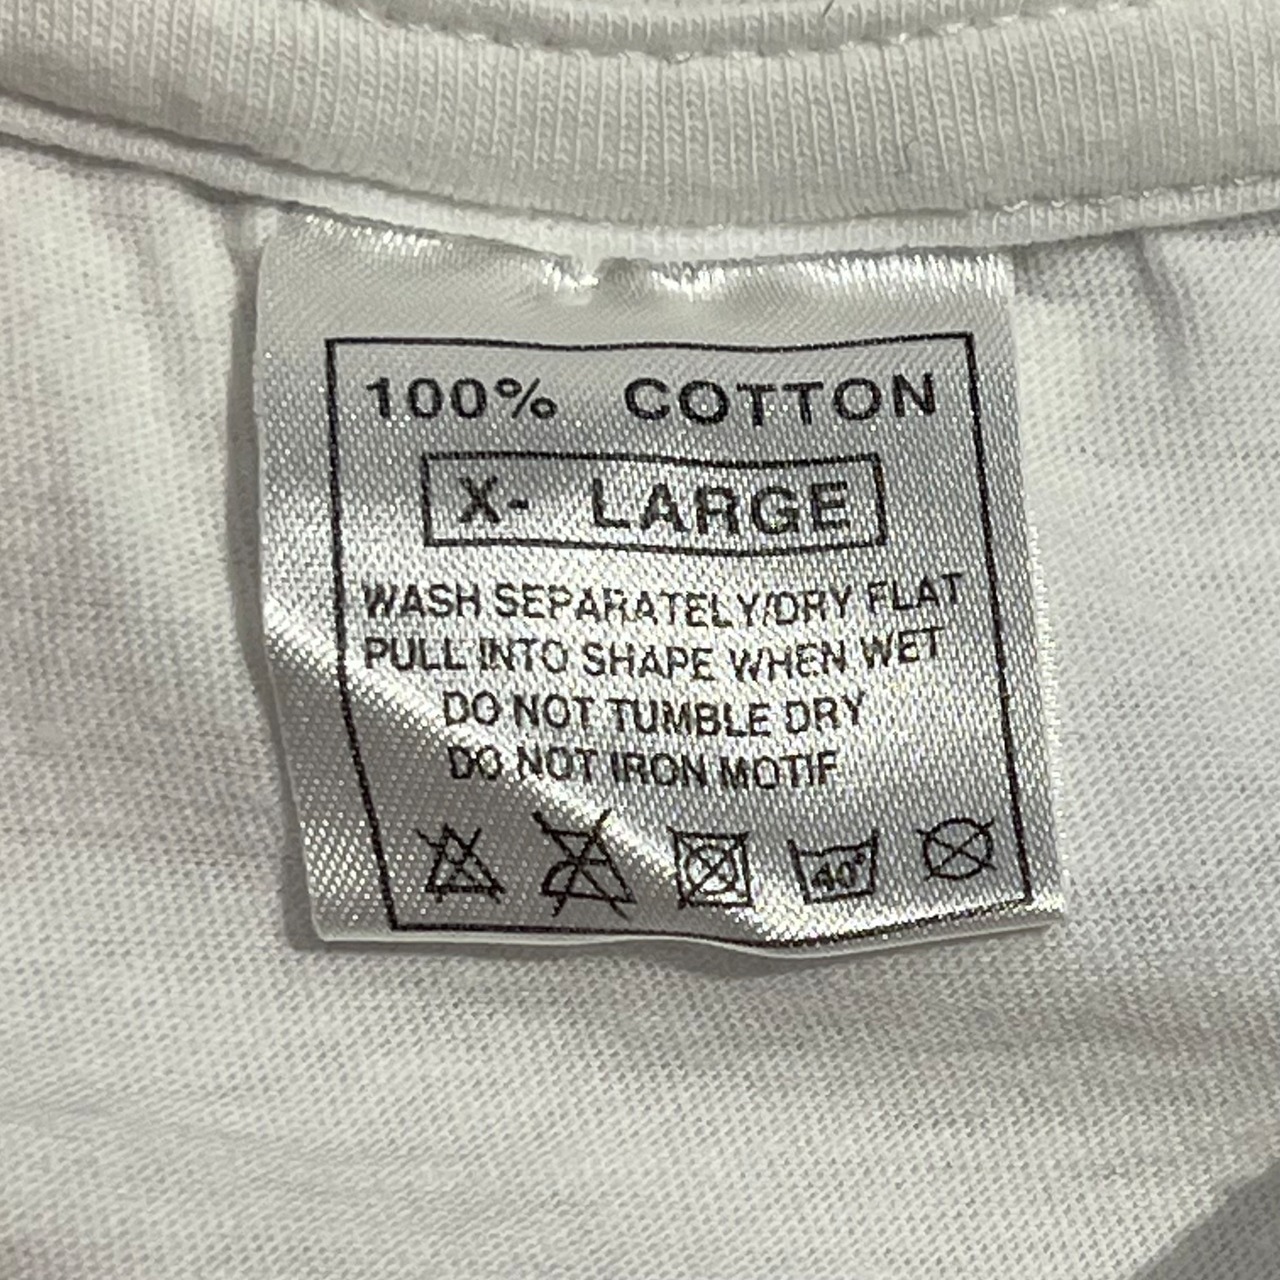 100% COTTON
X- LARGE
WASH SEPARATELY/DRY FLAT
PULL INTO SHAPE WHEN WET
DO NOT TUMBLE DRY
DO NOT IRON MOTIF
40°